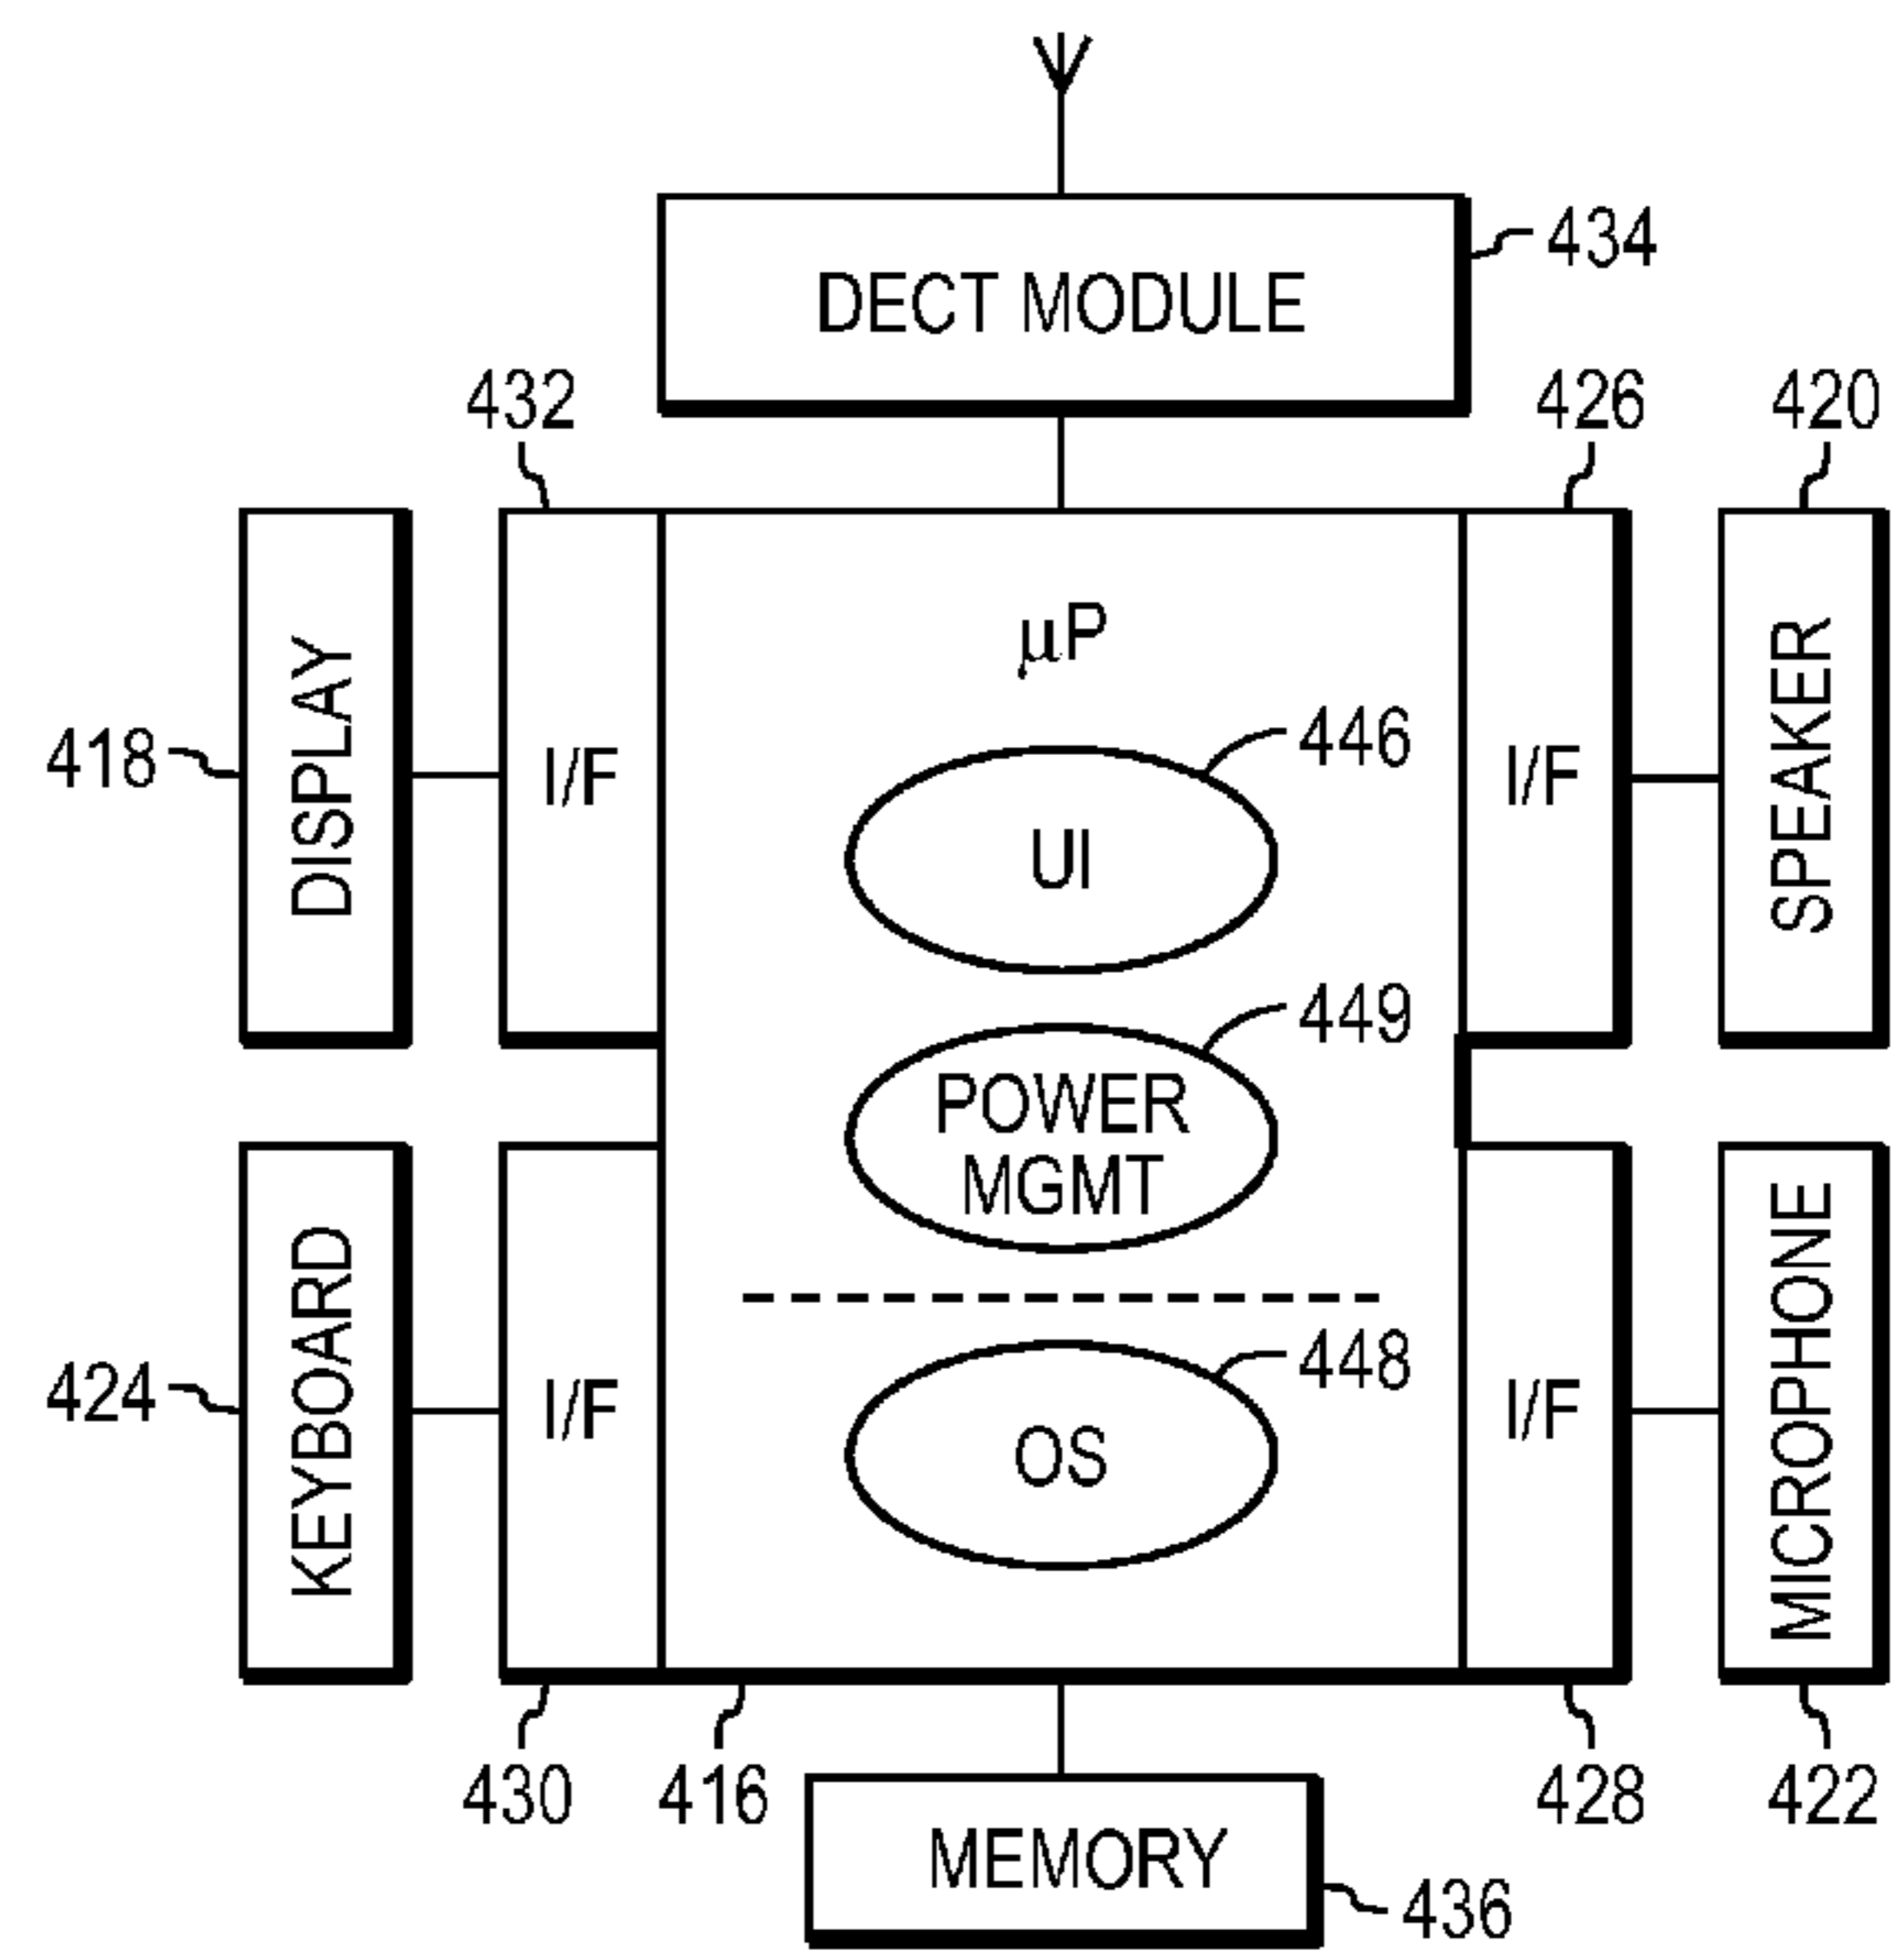 434
DECT MODULE
432
426
420
DISPLAY
418
I/F
µP
446
UI
I/F
SPEAKER
449
POWER
MGMT
KEYBOARD
424
I/F
448
OS
I/F
MICROPHONE
430
416
428
422
MEMORY
436